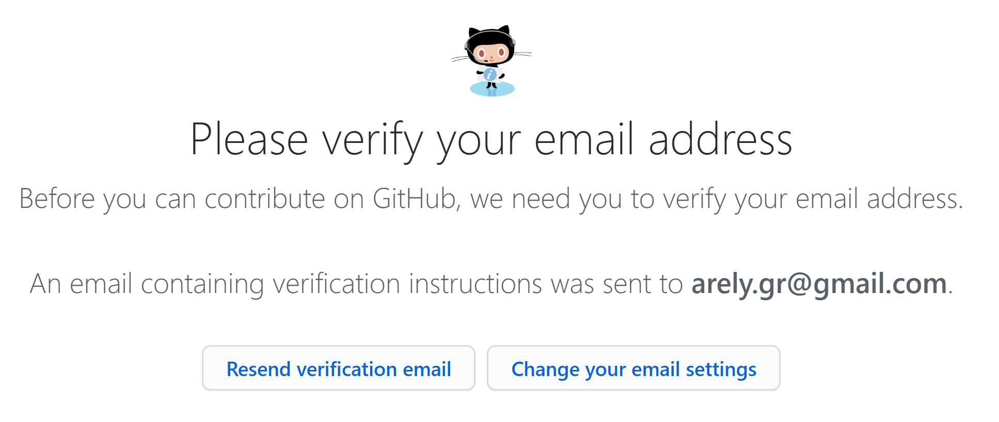 Please verify your email address
Before you can contribute on GitHub, we need you to verify your email address.
An email containing verification instructions was sent to arely.gr@gmail.com.
Resend verification email
Change your email settings